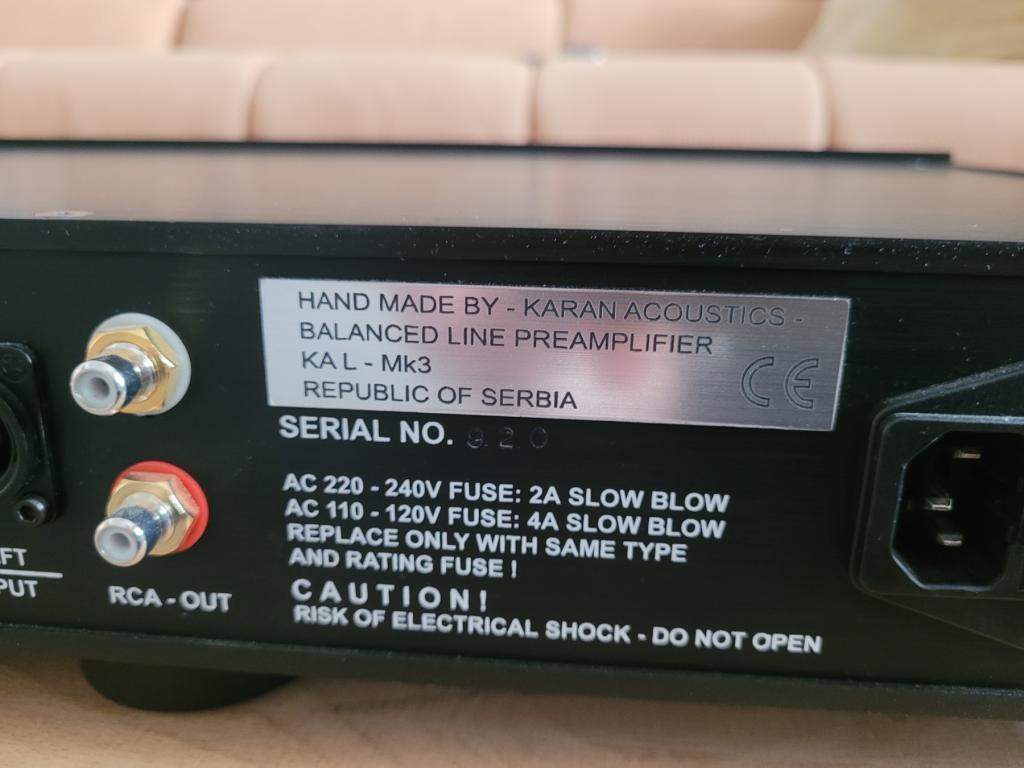 HAND MADE BY - KARAN ACOUSTICS -
BALANCED LINE PREAMPLIFIER
KA L - Mk3
REPUBLIC OF SERBIA
CE
SERIAL NO. 920
AC 220 - 240V FUSE: 2A SLOW BLOW
AC 110 - 120V FUSE: 4A SLOW BLOW
REPLACE ONLY WITH SAME TYPE
AND RATING FUSE !
CAUTION!
RISK OF ELECTRICAL SHOCK - DO NOT OPEN
RCA - OUT